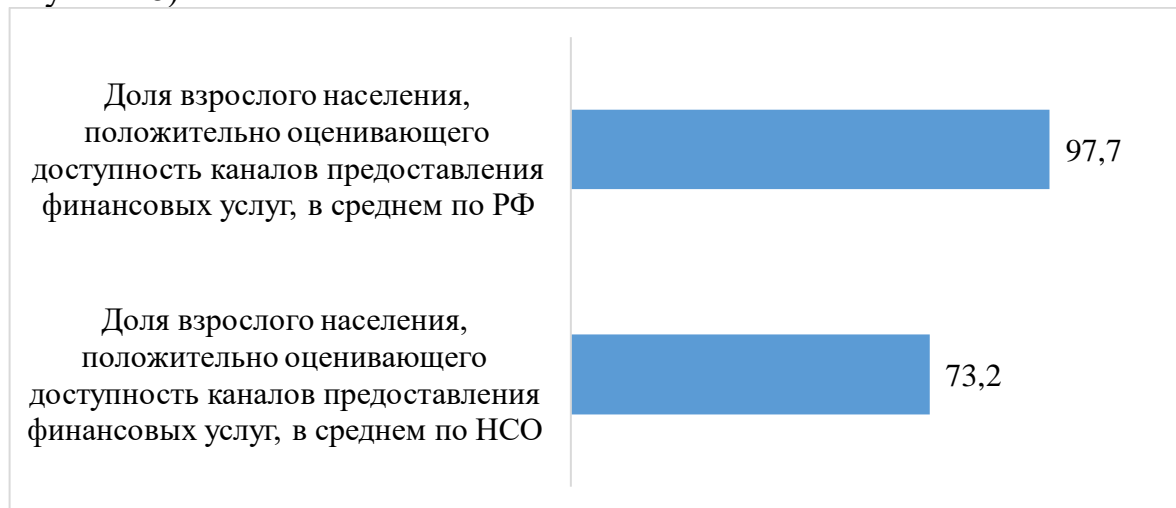 Доля взрослого населения,
положительно оценивающего
доступность каналов предоставления
финансовых услуг, в среднем по РФ
97,7
Доля взрослого населения,
положительно оценивающего
доступность каналов предоставления
финансовых услуг, в среднем по НСО
73,2